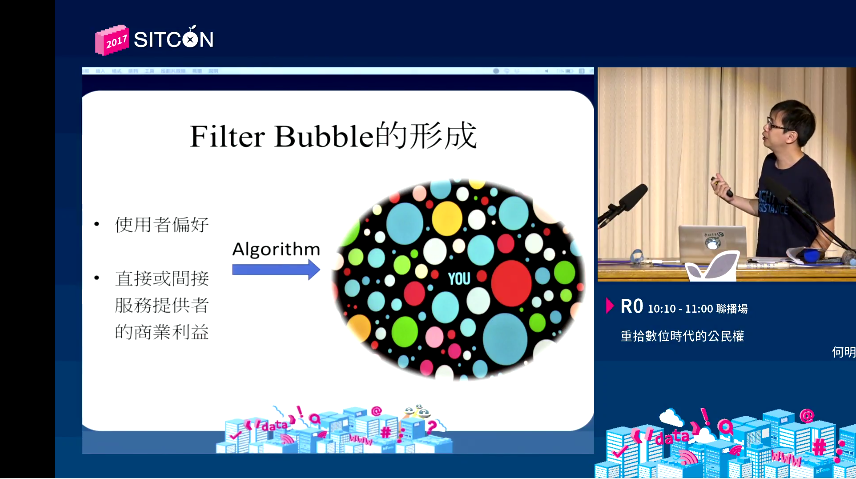 2017 SITCON
Filter Bubble的形成
• 使用者偏好
• 直接或間接
服務提供者
的商業利益
Algorithm
YOU
R0 10:10 - 11:00 聯播場
重拾數位時代的公民權
何明
data
@
www
#
?
data
@
www
#